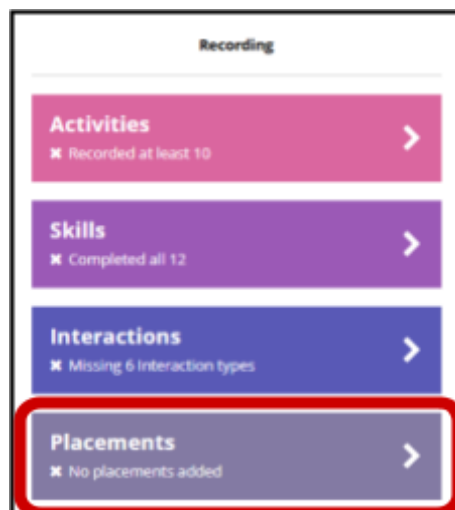 Recording
Activities
✖ Recorded at least 10
Skills
✖ Completed all 12
Interactions
✖ Missing 6 Interaction types
Placements
✖ No placements added